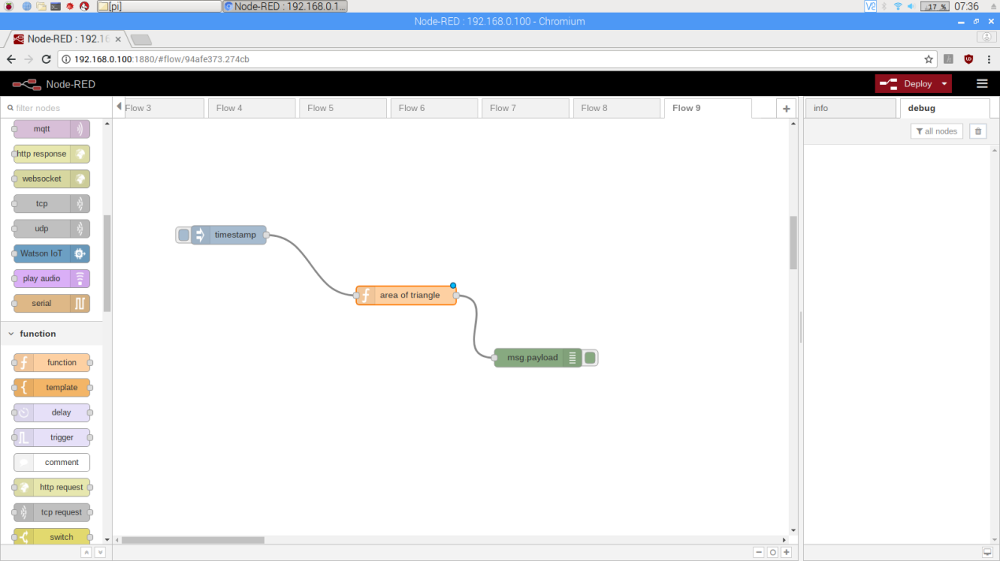 [pi]
Node-RED : 192.168.0.1...
17 %
07:36
Node-RED : 192.168.0.100 - Chromium
Node-RED : 192.16
192.168.0.100:1880/#flow/94afe373.274cb
Node-RED
Deploy
filter nodes
Flow 3
Flow 4
Flow 5
Flow 6
Flow 7
Flow 8
Flow 9
info
debug
all nodes
mqtt
http response
websocket
tcp
udp
Watson IoT
play audio
serial
function
function
template
delay
trigger
comment
http request
tcp request
switch
timestamp
area of triangle
msg.payload